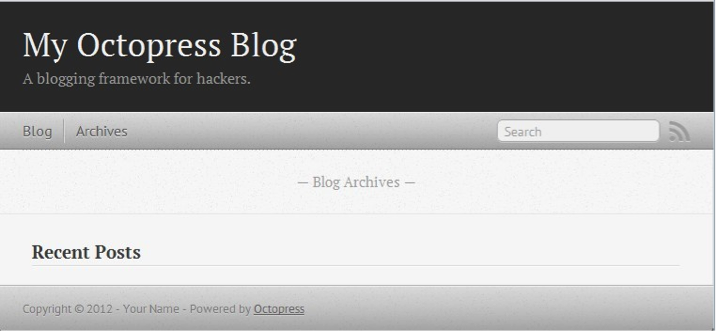 My Octopress Blog
A blogging framework for hackers.
Blog Archives Search
— Blog Archives —
Recent Posts
Copyright © 2012 - Your Name - Powered by Octopress